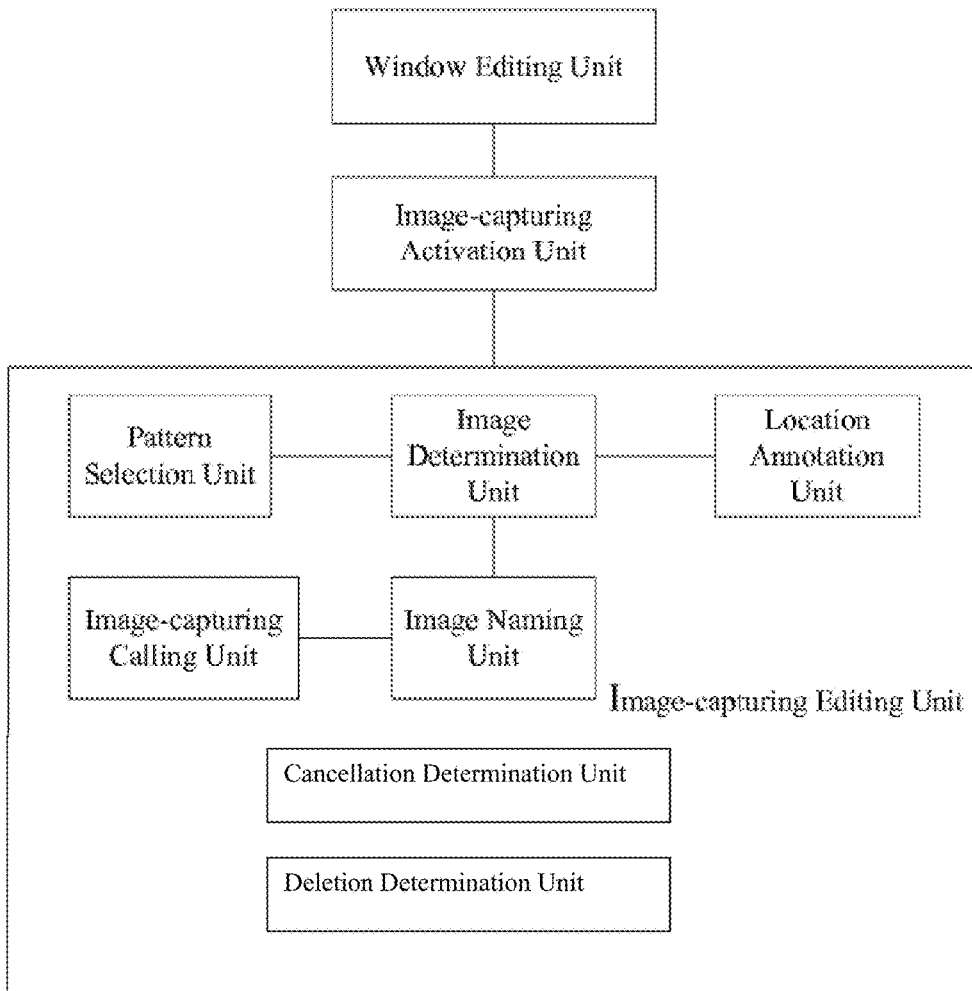 Window Editing Unit
Image-capturing
Activation Unit
Pattern
Selection Unit
Image
Determination
Unit
Location
Annotation
Unit
Image-capturing
Calling Unit
Image Naming
Unit
Image-capturing Editing Unit
Cancellation Determination Unit
Deletion Determination Unit